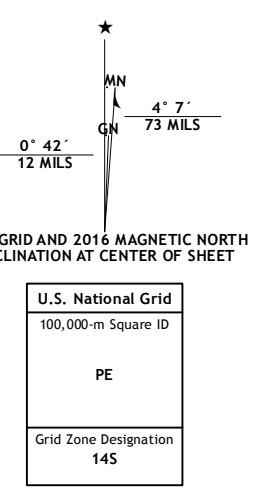 ★
MN
4° 7´
GN
73 MILS
0° 42´
12 MILS
GRID AND 2016 MAGNETIC NORTH
CLINATION AT CENTER OF SHEET
U.S. National Grid
100,000-m Square ID
PE
Grid Zone Designation
14S